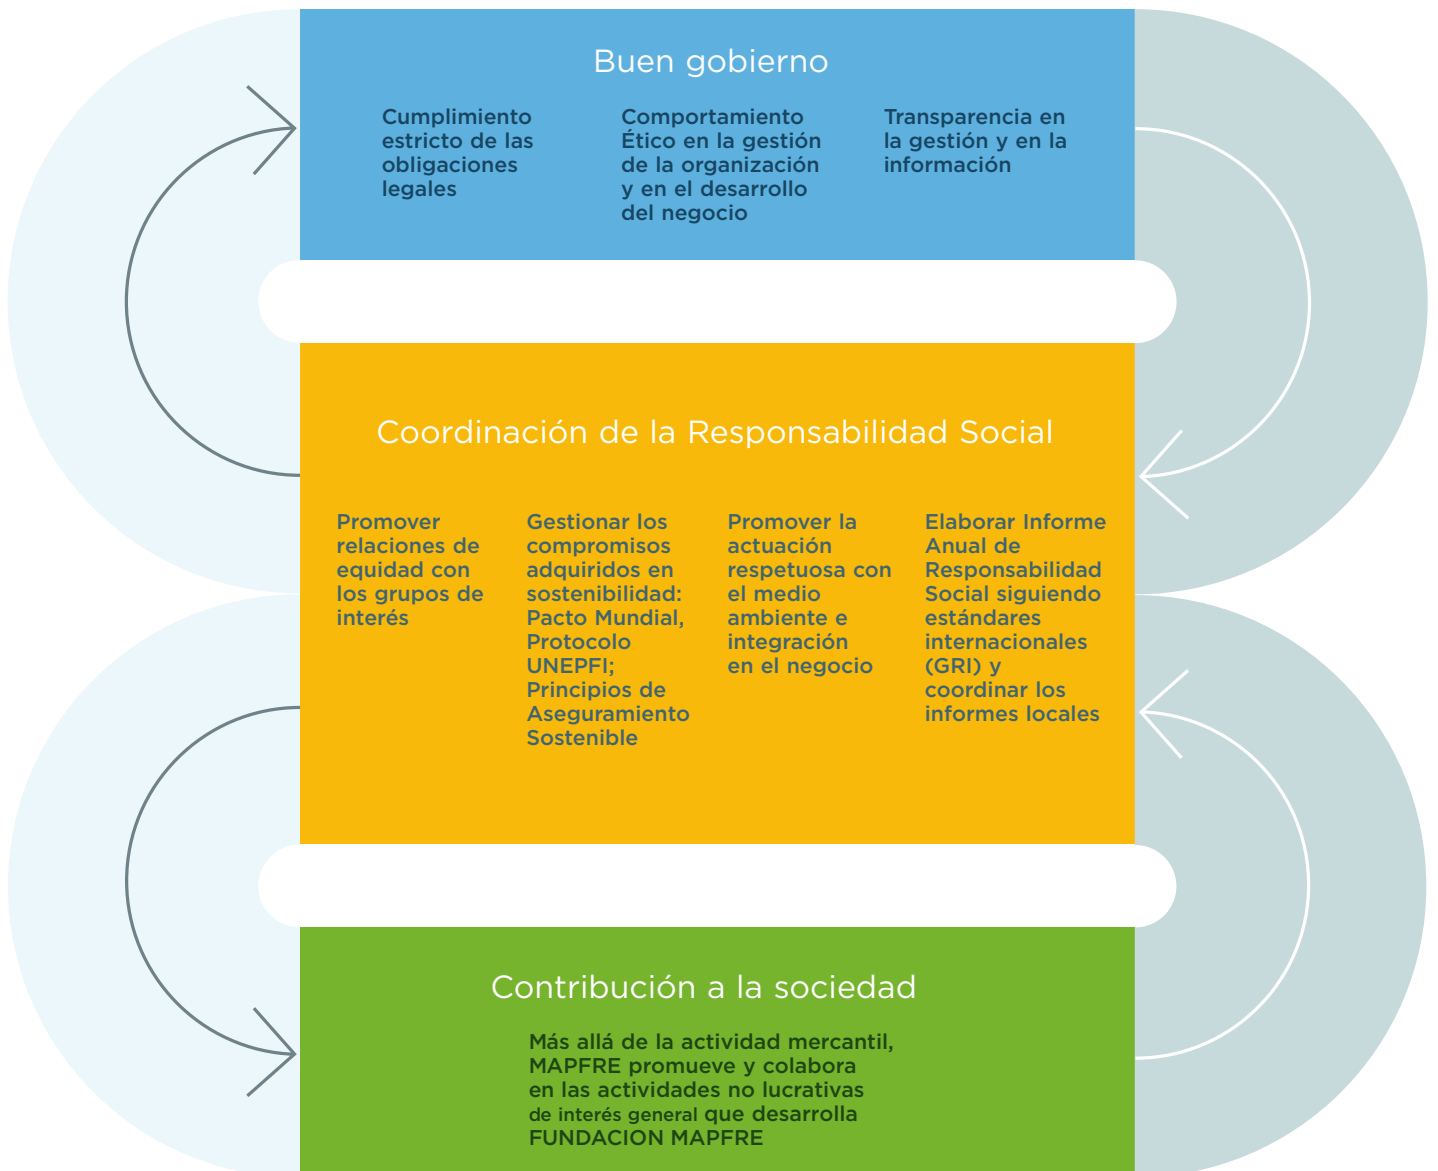 Buen gobierno
Cumplimiento
estricto de las
obligaciones
legales
Comportamiento
Ético en la gestión
de la organización
y en el desarrollo
del negocio
Transparencia en
la gestión y en la
información
Coordinación de la Responsabilidad Social
Promover
relaciones de
equidad con
los grupos de
interés
Gestionar los
compromisos
adquiridos en
sostenibilidad:
Pacto Mundial,
Protocolo
UNEPFI;
Principios de
Aseguramiento
Sostenible
Promover la
actuación
respetuosa con
el medio
ambiente e
integración
en el negocio
Elaborar Informe
Anual de
Responsabilidad
Social siguiendo
estándares
internacionales
(GRI) y
coordinar los
informes locales
Contribución a la sociedad
Más allá de la actividad mercantil,
MAPFRE promueve y colabora
en las actividades no lucrativas
de interés general que desarrolla
FUNDACION MAPFRE